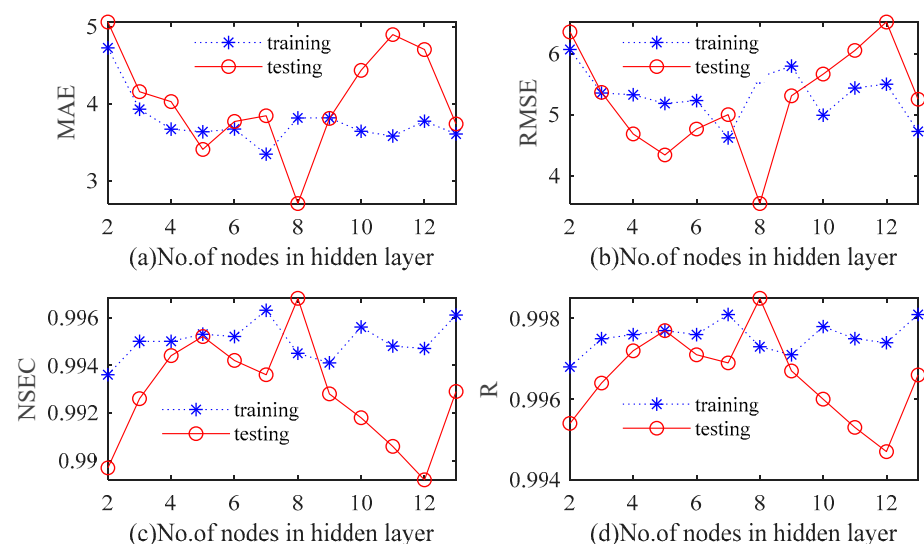 5
4
3
MAE
training
testing
2 4 6 8 10 12
(a)No.of nodes in hidden layer
6
5
4
RMSE
training
testing
2 4 6 8 10 12
(b)No.of nodes in hidden layer
0.996
0.994
0.992
0.99
NSEC
training
testing
2 4 6 8 10 12
(c)No.of nodes in hidden layer
0.998
0.996
0.994
R
training
testing
2 4 6 8 10 12
(d)No.of nodes in hidden layer